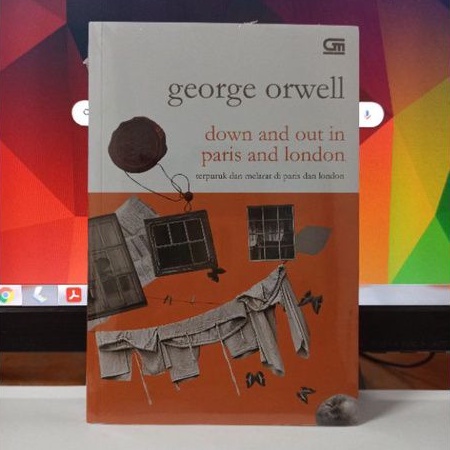 GM
george orwell
down and out in
paris and london
terpuruk dan melarat di paris dan london